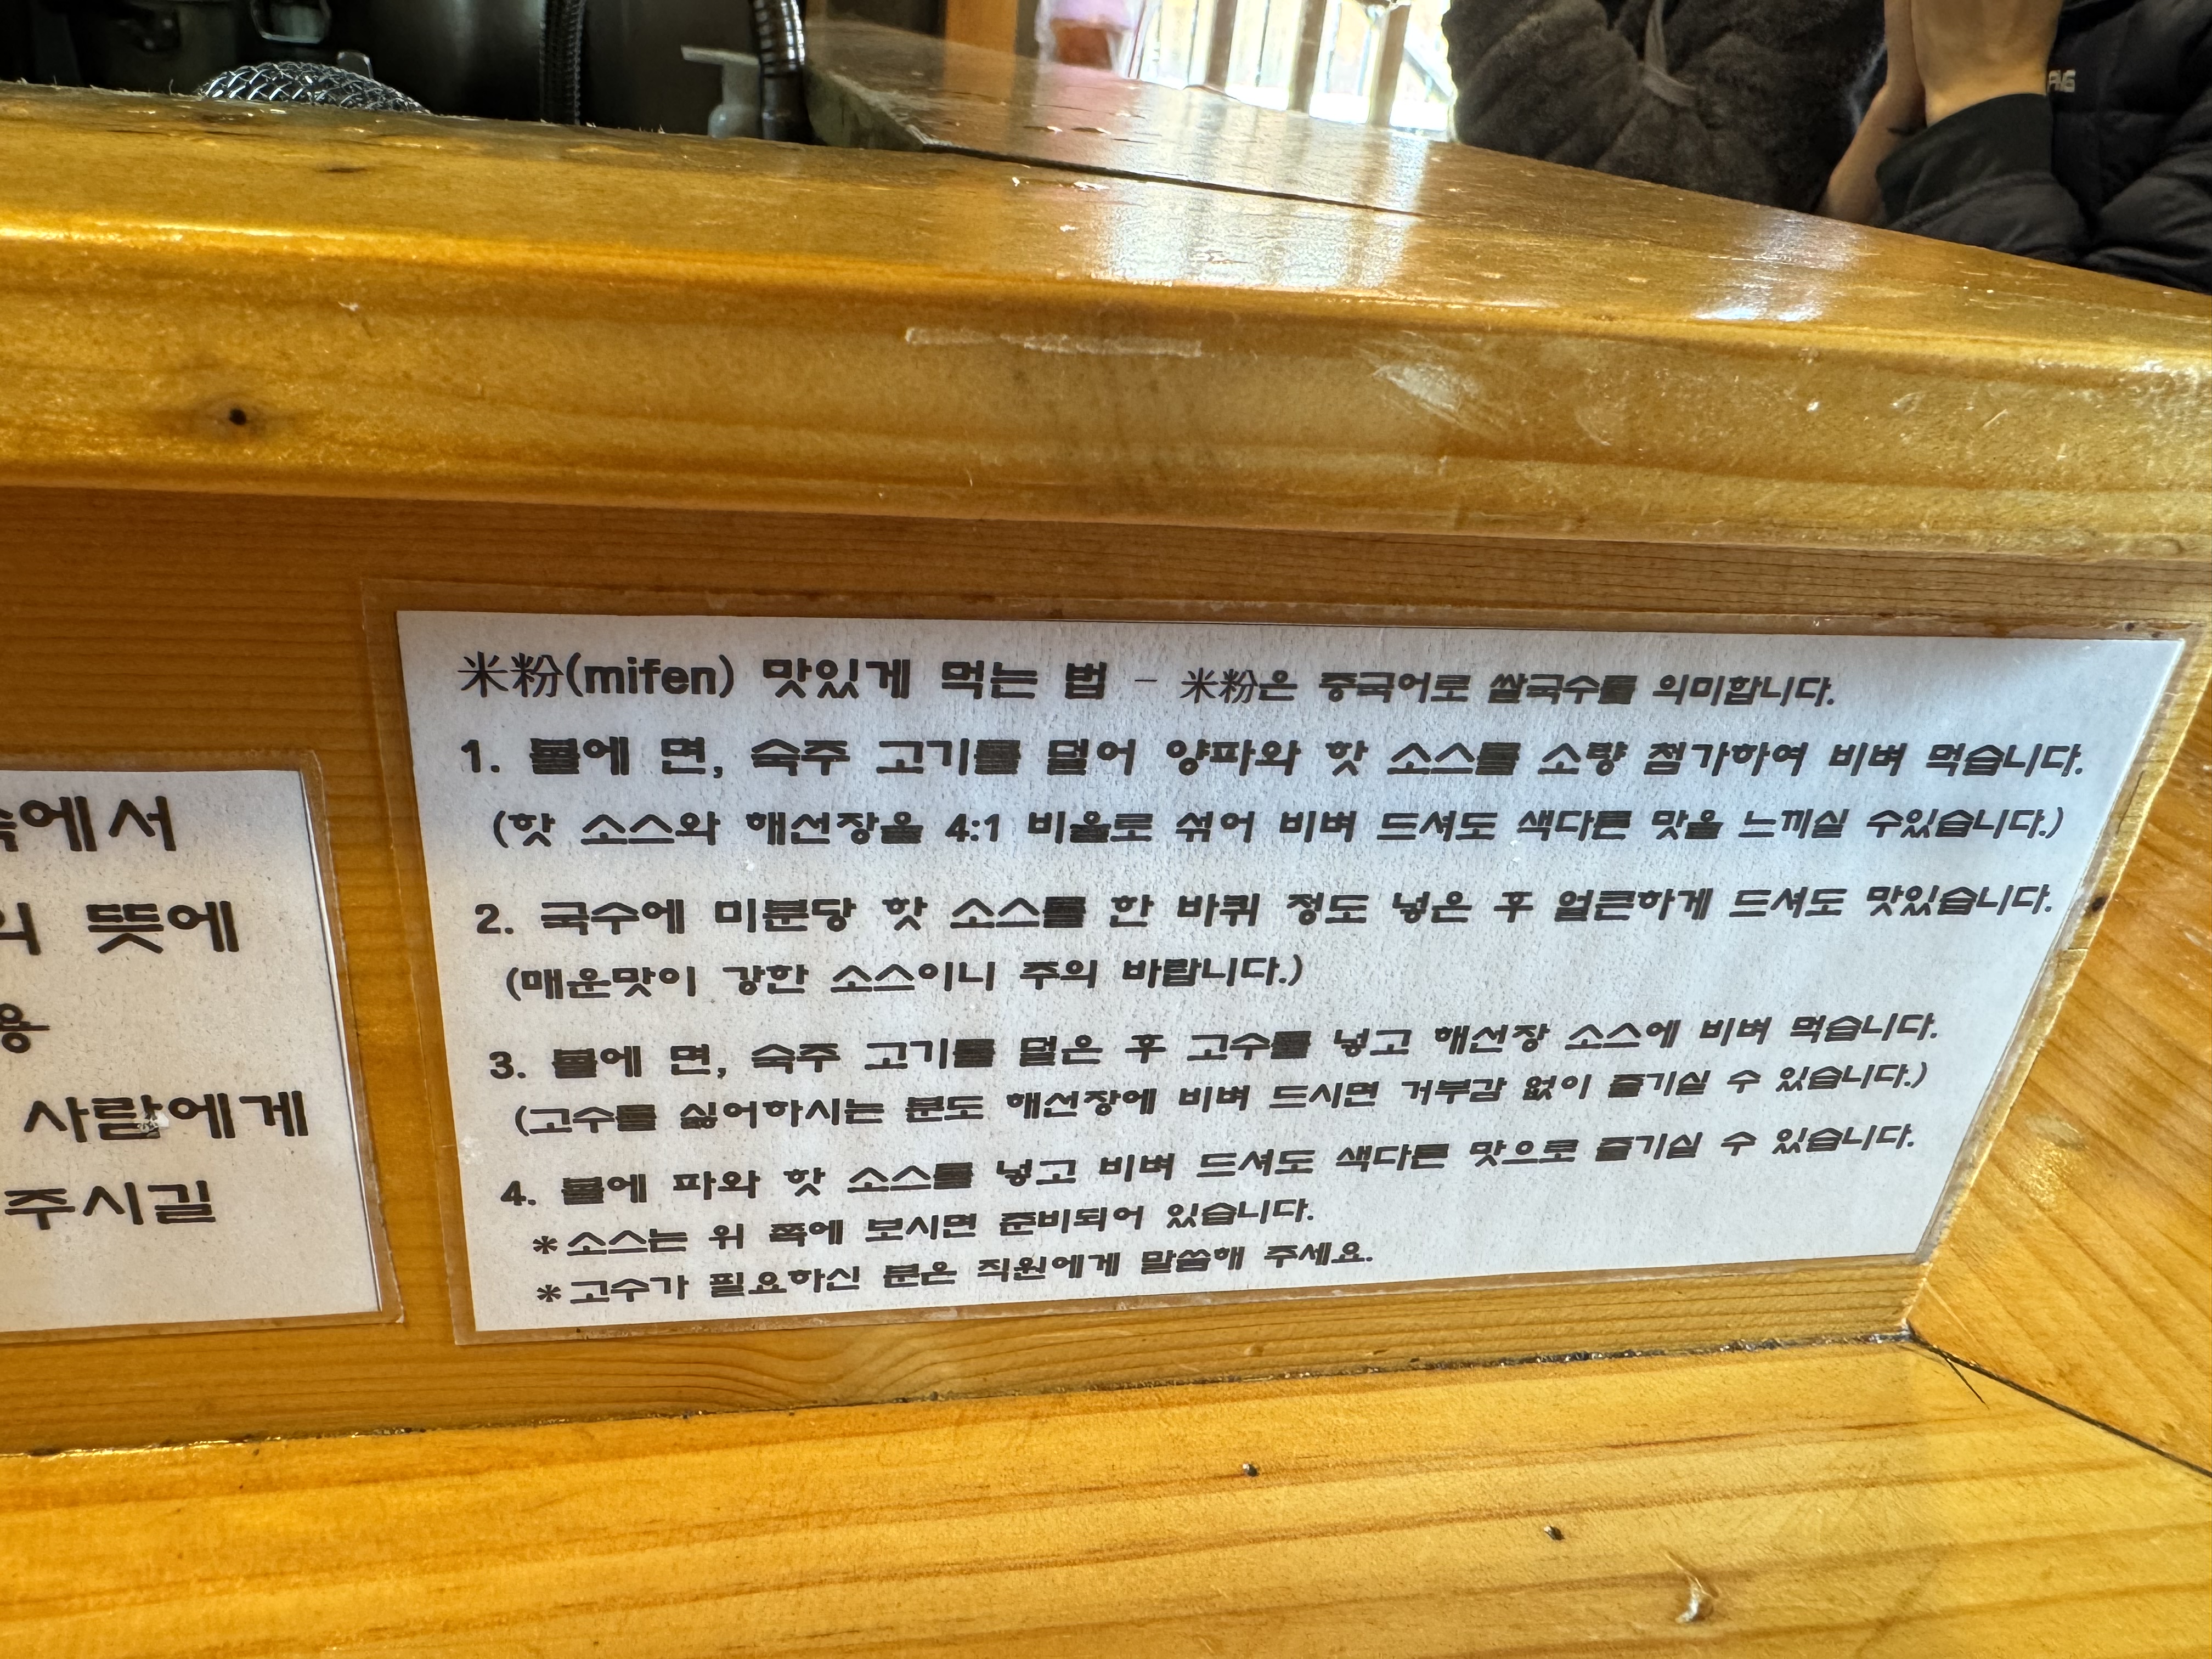 속에서
의 뜻에
용
사람에게
주시길
米粉(mifen) 맛있게 먹는 법 - 米粉은 중국어로 쌀국수를 의미합니다.
1. 볼에 면, 숙주 고기를 덜어 양파와 핫 소스를 소량 첨가하여 비벼 먹습니다.
(핫 소스와 해선장을 4:1 비율로 섞어 비벼 드셔도 색다른 맛을 느끼실 수있습니다.)
2. 국수에 미분당 핫 소스를 한 바퀴 정도 넣은 후 얼큰하게 드셔도 맛있습니다.
(매운맛이 강한 소스이니 주의 바랍니다.)
3. 볼에 면, 숙주 고기를 덜은 후 고수를 넣고 해선장 소스에 비벼 먹습니다.
(고수를 싫어하시는 분도 해선장에 비벼 드시면 거부감 없이 즐기실 수 있습니다.)
4. 볼에 파와 핫 소스를 넣고 비벼 드셔도 색다른 맛으로 즐기실 수 있습니다.
*소스는 위 쪽에 보시면 준비되어 있습니다.
*고수가 필요하신 분은 직원에게 말씀해 주세요.